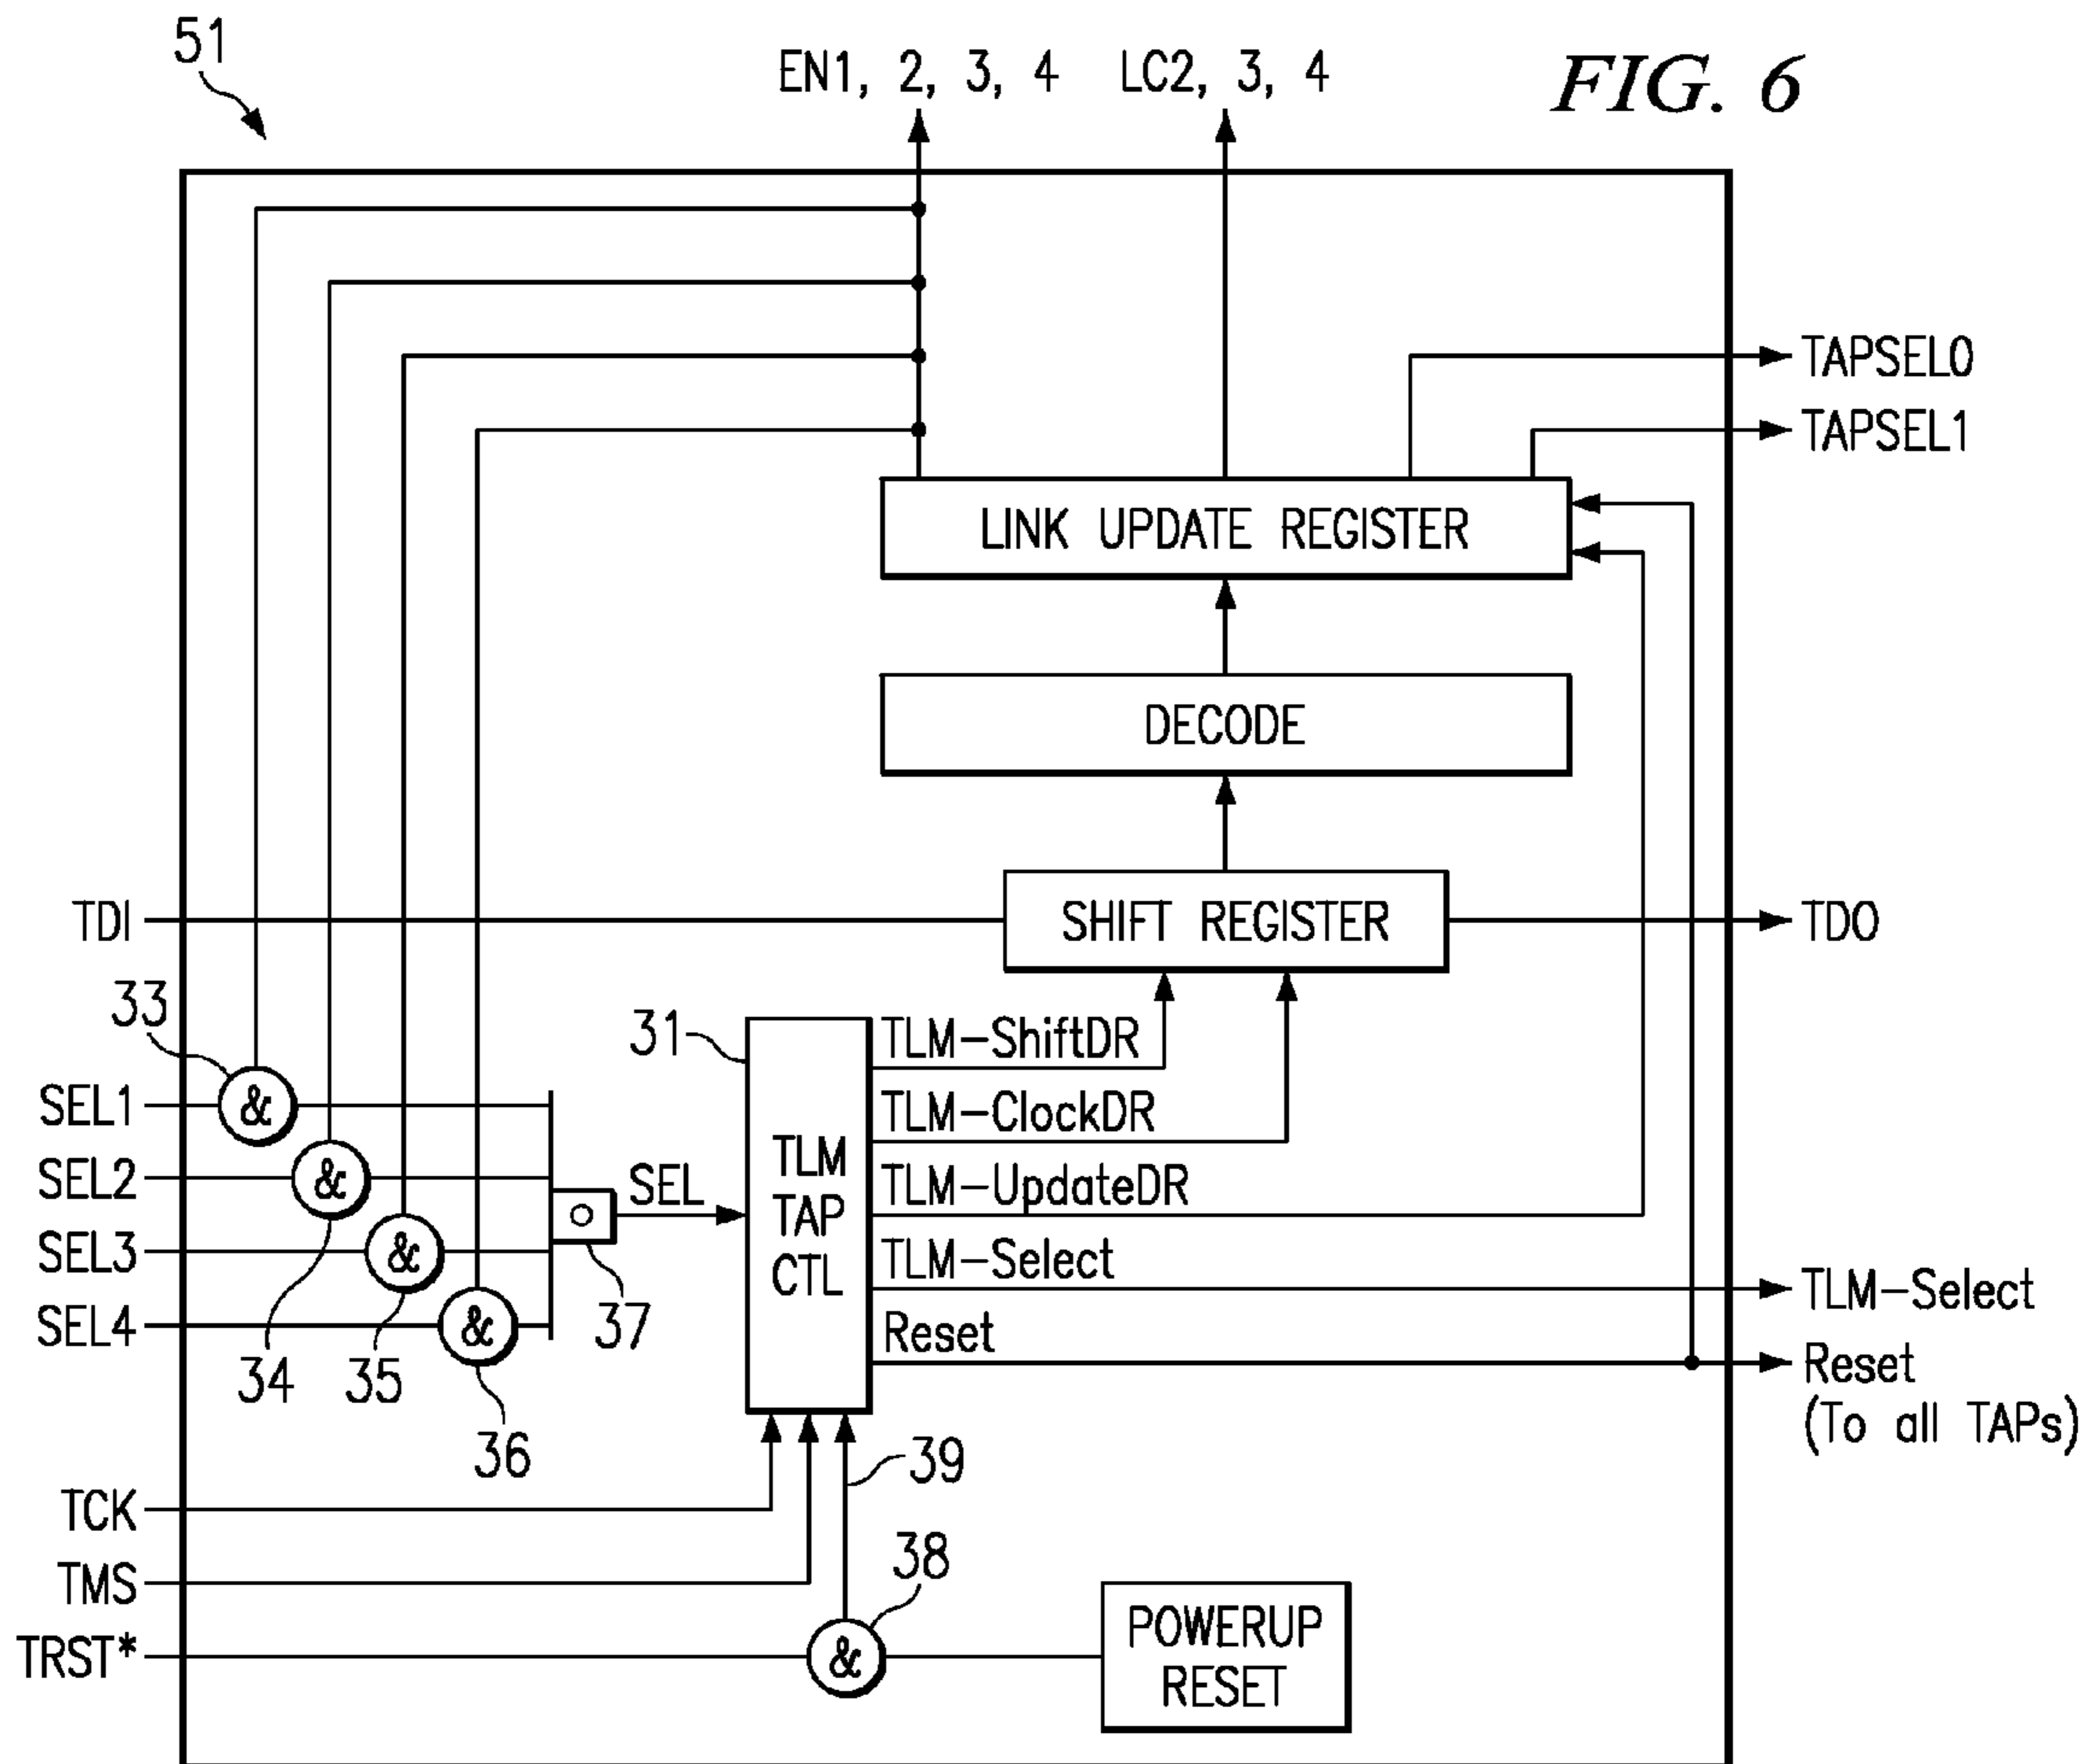 51
EN1, 2, 3, 4
LC2, 3, 4
FIG. 6
TAPSEL0
TAPSEL1
LINK UPDATE REGISTER
DECODE
TDI
SHIFT REGISTER
TDO
33
31
TLM-ShiftDR
SEL1
&
TLM-ClockDR
SEL2
&
SEL
TLM
TAP
CTL
TLM-UpdateDR
SEL3
&
TLM-Select
TLM-Select
SEL4
&
37
Reset
Reset
(To all TAPs)
34
35
36
39
TCK
38
TMS
TRST*
&
POWERUP
RESET